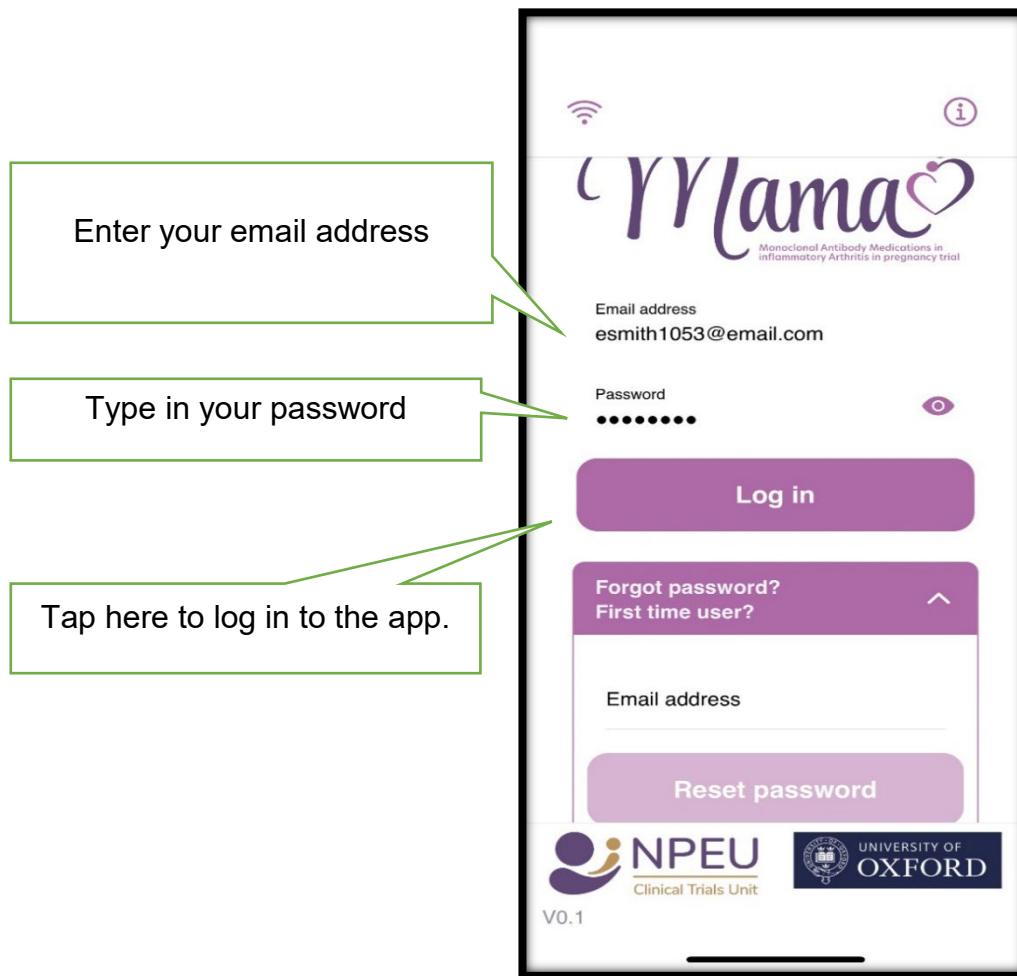 Mama
Monoclonal Antibody Medications in
inflammatory Arthritis in pregnancy trial
Enter your email address
Email address
esmith1053@email.com
Type in your password
Password
••••••••
Log in
Tap here to log in to the app.
Forgot password?
First time user?
Email address
Reset password
NPEU
Clinical Trials Unit
UNIVERSITY OF
OXFORD
V0.1